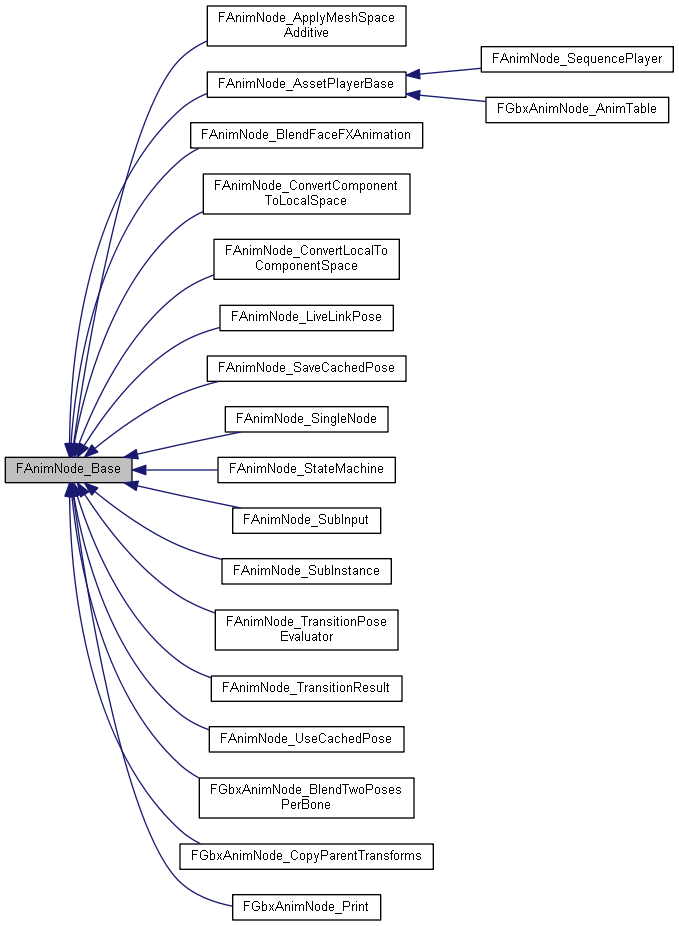 FAnimNode_ApplyMeshSpace
Additive
FAnimNode_SequencePlayer
FAnimNode_AssetPlayerBase
FGbxAnimNode_AnimTable
FAnimNode_BlendFaceFXAnimation
FAnimNode_ConvertComponent
ToLocalSpace
FAnimNode_ConvertLocalTo
ComponentSpace
FAnimNode_LiveLinkPose
FAnimNode_SaveCachedPose
FAnimNode_SingleNode
FAnimNode_Base
FAnimNode_StateMachine
FAnimNode_SubInput
FAnimNode_SubInstance
FAnimNode_TransitionPose
Evaluator
FAnimNode_TransitionResult
FAnimNode_UseCachedPose
FGbxAnimNode_BlendTwoPoses
PerBone
FGbxAnimNode_CopyParentTransforms
FGbxAnimNode_Print